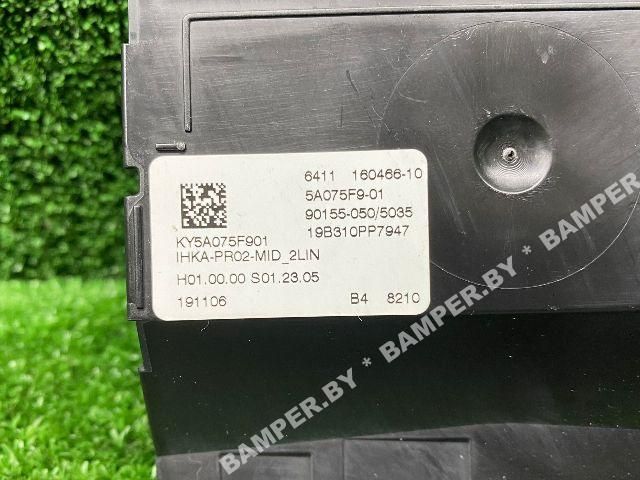 6411 160466-10
5A075F9-01
90155-050/5035
19B310PP7947
KY5A075F901
IHKA-PR02-MID_2LIN
H01.00.00 S01.23.05
191106 B4 8210
BAMPER.BY * BAMPER.BY * BAMPER.BY